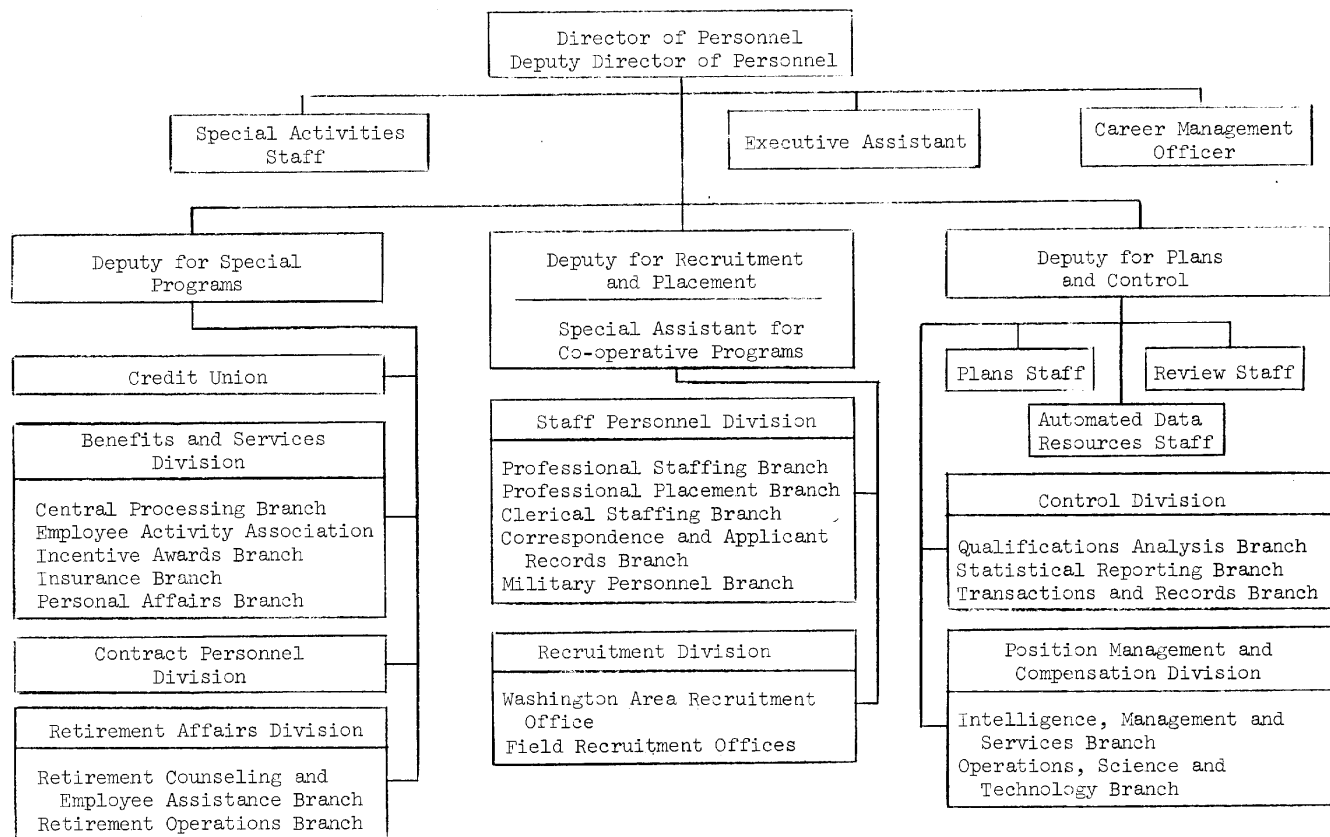 Director of Personnel
Deputy Director of Personnel
Special Activities
Staff
Executive Assistant
Career Management
Officer
Deputy for Special
Programs
Deputy for Recruitment
and Placement
Special Assistant for
Co-operative Programs
Deputy for Plans
and Control
Credit Union
Benefits and Services
Division
Central Processing Branch
Employee Activity Association
Incentive Awards Branch
Insurance Branch
Personal Affairs Branch
Contract Personnel
Division
Retirement Affairs Division
Retirement Counseling and
Employee Assistance Branch
Retirement Operations Branch
Staff Personnel Division
Professional Staffing Branch
Professional Placement Branch
Clerical Staffing Branch
Correspondence and Applicant
Records Branch
Military Personnel Branch
Recruitment Division
Washington Area Recruitment
Office
Field Recruitment Offices
Plans Staff
Review Staff
Automated Data
Resources Staff
Control Division
Qualifications Analysis Branch
Statistical Reporting Branch
Transactions and Records Branch
Position Management and
Compensation Division
Intelligence, Management and
Services Branch
Operations, Science and
Technology Branch